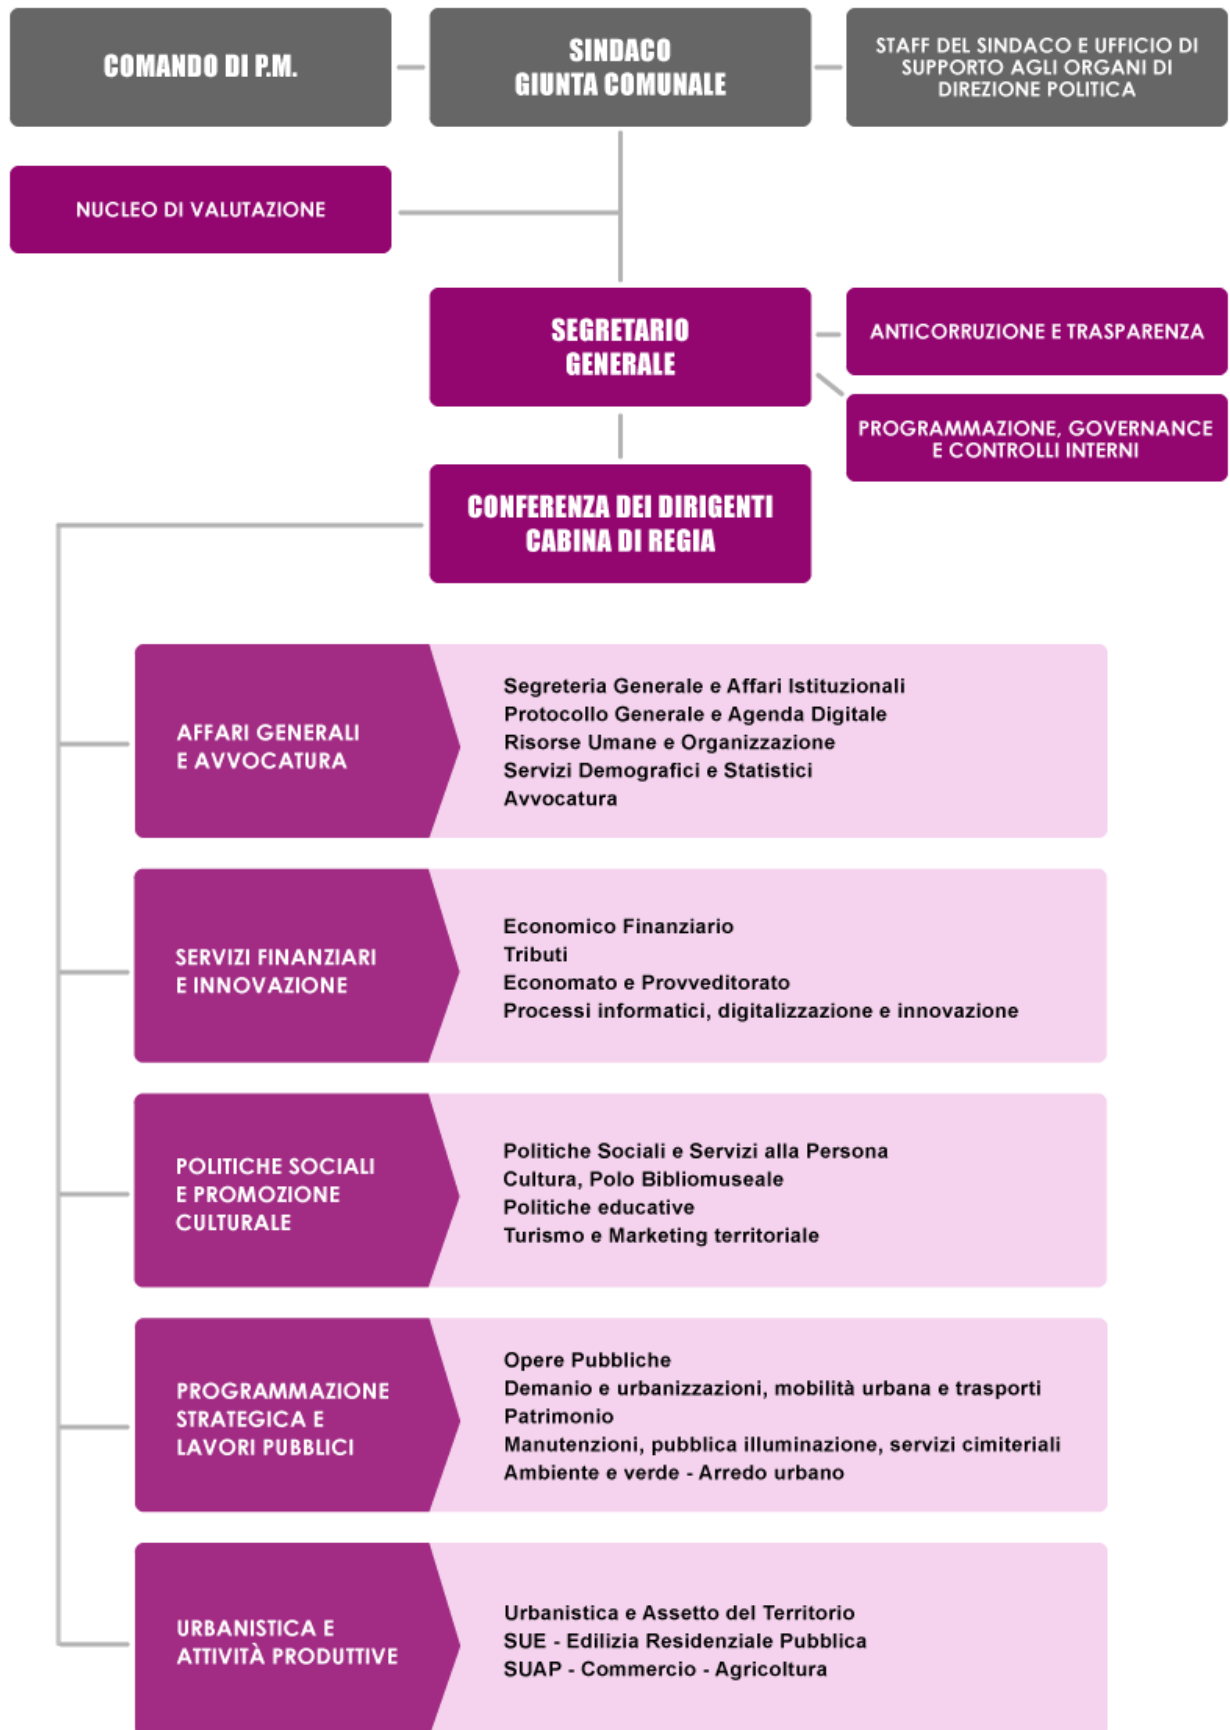 COMANDO DI P.M.
SINDACO
GIUNTA COMUNALE
STAFF DEL SINDACO E UFFICIO DI
SUPPORTO AGLI ORGANI DI
DIREZIONE POLITICA
NUCLEO DI VALUTAZIONE
SEGRETARIO
GENERALE
ANTICORRUZIONE E TRASPARENZA
PROGRAMMAZIONE, GOVERNANCE
E CONTROLLI INTERNI
CONFERENZA DEI DIRIGENTI
CABINA DI REGIA
AFFARI GENERALI
E AVVOCATURA
Segreteria Generale e Affari Istituzionali
Protocollo Generale e Agenda Digitale
Risorse Umane e Organizzazione
Servizi Demografici e Statistici
Avvocatura
SERVIZI FINANZIARI
E INNOVAZIONE
Economico Finanziario
Tributi
Economato e Provveditorato
Processi informatici, digitalizzazione e innovazione
POLITICHE SOCIALI
E PROMOZIONE
CULTURALE
Politiche Sociali e Servizi alla Persona
Cultura, Polo Bibliomuseale
Politiche educative
Turismo e Marketing territoriale
PROGRAMMAZIONE
STRATEGICA E
LAVORI PUBBLICI
Opere Pubbliche
Demanio e urbanizzazioni, mobilità urbana e trasporti
Patrimonio
Manutenzioni, pubblica illuminazione, servizi cimiteriali
Ambiente e verde - Arredo urbano
URBANISTICA E
ATTIVITÀ PRODUTTIVE
Urbanistica e Assetto del Territorio
SUE - Edilizia Residenziale Pubblica
SUAP - Commercio - Agricoltura